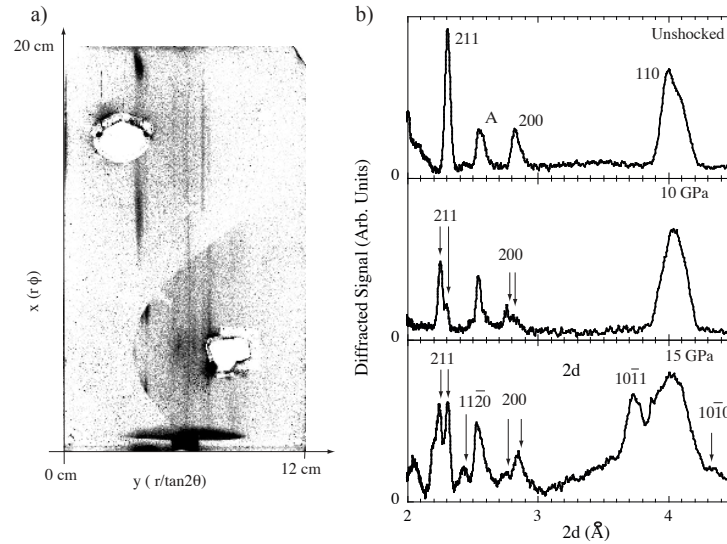 a)
20 cm
x (r ϕ)
0 cm
12 cm
y ( r/tan2θ)
b)
211
Unshocked
A
200
110
0
10 GPa
211
200
Diffracted Signal (Arb. Units)
0
15 GPa
2d
211
112̅0
200
101̅1
101̅0
0
2
3
4
2d (Å)